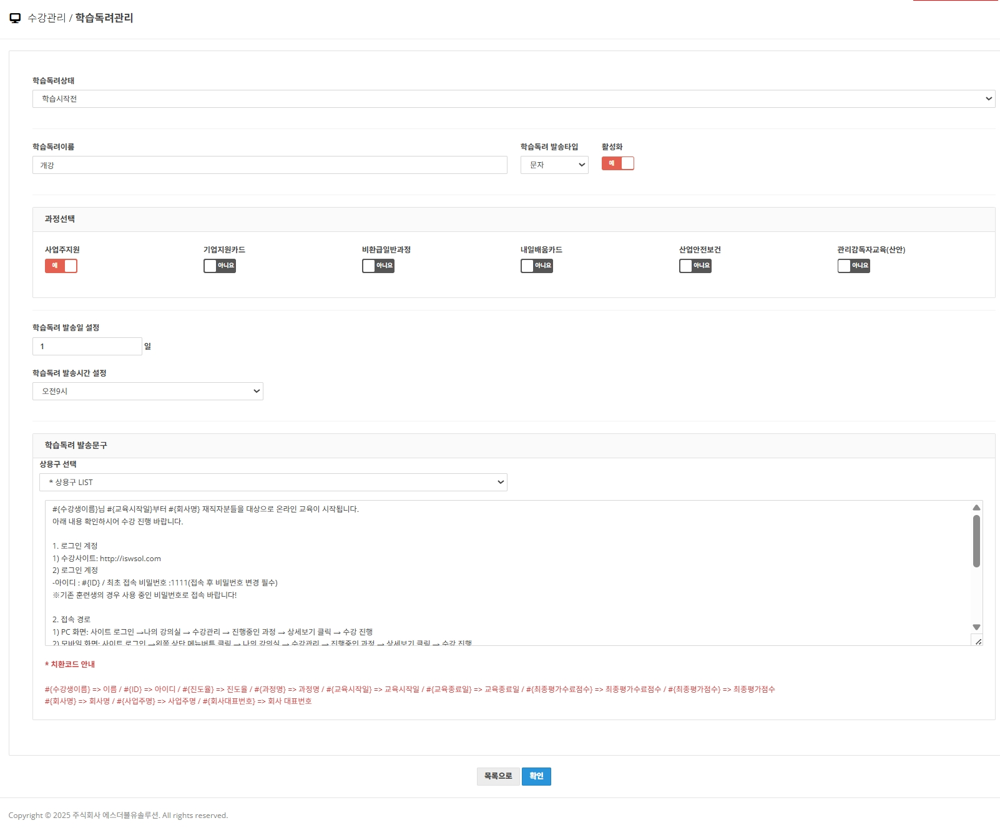 수강관리 / 학습독려관리
학습독려상태
학습시작전
학습독려이름
학습독려 발송타입
활성화
개강
문자
예
과정선택
사업주지원
기업지원카드
비환급일반과정
내일배움카드
산업안전보건
관리감독자교육(산안)
예
아니요
아니요
아니요
아니요
아니요
학습독려 발송일 설정
1 일
학습독려 발송시간 설정
오전9시
학습독려 발송문구
상용구 선택
* 상용구 LIST
#{수강생이름}님 #{교육시작일}부터 #{회사명} 재직자분들을 대상으로 온라인 교육이 시작됩니다.
아래 내용 확인하시어 수강 진행 바랍니다.
1. 로그인 계정
1) 수강사이트: http://iswsol.com
2) 로그인 계정
-아이디 : #{ID} / 최초 접속 비밀번호 :1111(접속 후 비밀번호 변경 필수)
※기존 훈련생의 경우 사용 중인 비밀번호로 접속 바랍니다!
2. 접속 경로
1) PC 화면: 사이트 로그인 →나의 강의실 → 수강관리 → 진행중인 과정 → 상세보기 클릭 → 수강 진행
2) 모바일 화면: 사이트 로그인 →왼쪽 상단 메뉴버튼 클릭 → 나의 강의실 → 수강관리 → 진행중인 과정 → 상세보기 클릭 → 수강 진행
* 치환코드 안내
#{수강생이름} => 이름 / #{ID} => 아이디 / #{진도율} => 진도율 / #{과정명} => 과정명 / #{교육시작일} => 교육시작일 / #{교육종료일} => 교육종료일 / #{최종평가수료점수} => 최종평가수료점수 / #{최종평가점수} => 최종평가점수
#{회사명} => 회사명 / #{사업주명} => 사업주명 / #{회사대표번호} => 회사 대표번호
목록으로
확인
Copyright © 2025 주식회사 에스더블유솔루션. All rights reserved.